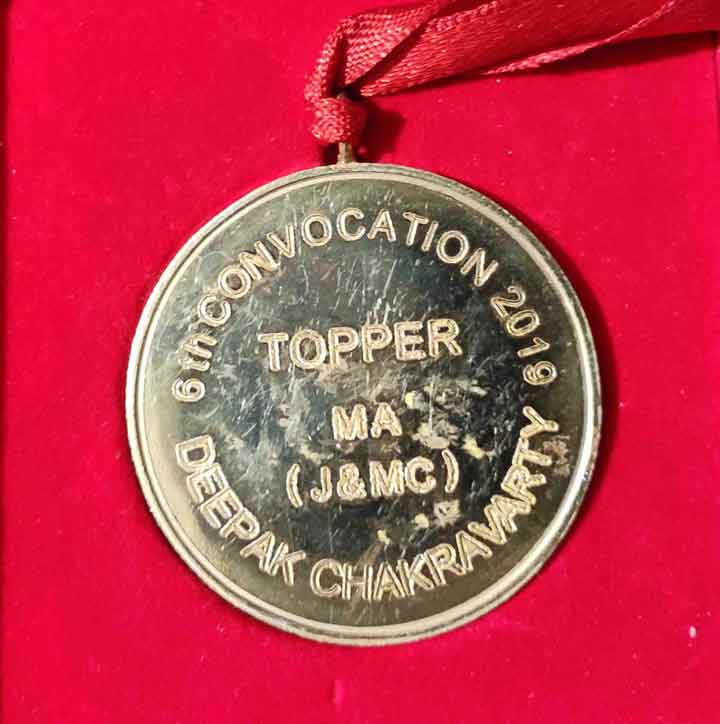 6th CONVOCATION 2019
TOPPER
MA
(J&MC)
DEEPAK CHAKRAVARTY